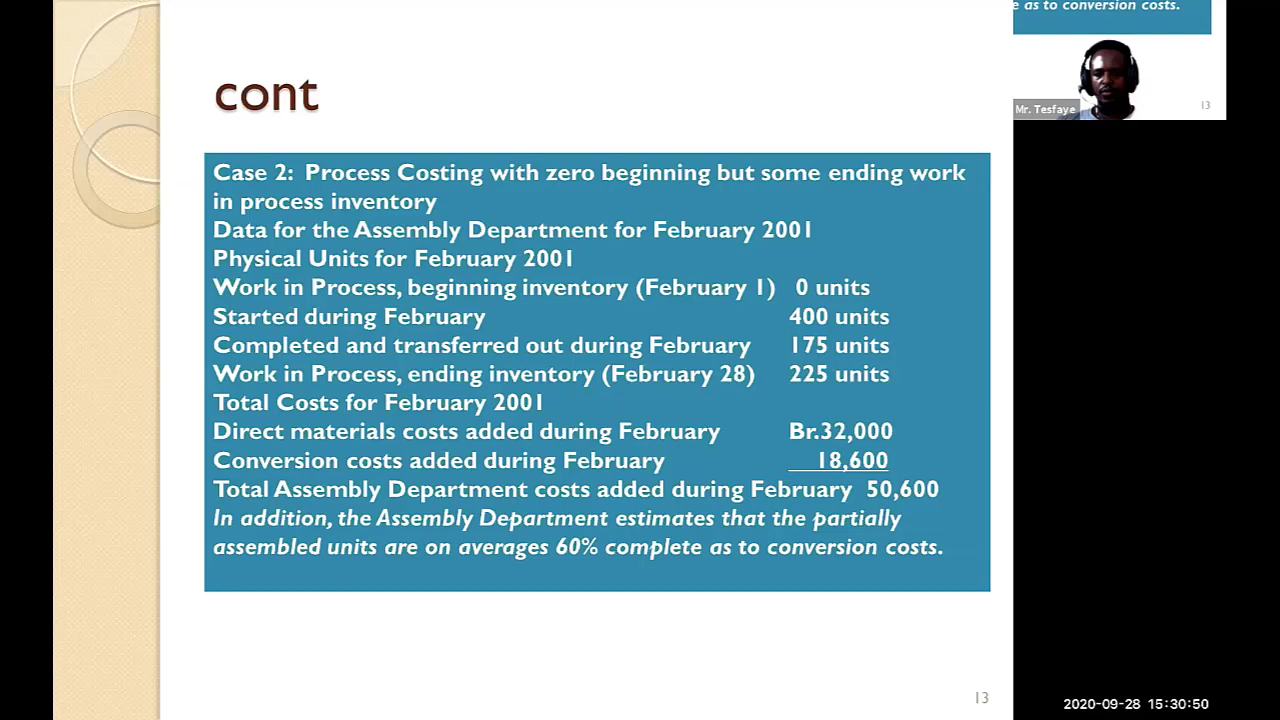 e as to conversion costs.
Mr. Tesfaye
13
cont
Case 2: Process Costing with zero beginning but some ending work
in process inventory
Data for the Assembly Department for February 2001
Physical Units for February 2001
Work in Process, beginning inventory (February 1) 0 units
Started during February 400 units
Completed and transferred out during February 175 units
Work in Process, ending inventory (February 28) 225 units
Total Costs for February 2001
Direct materials costs added during February Br.32,000
Conversion costs added during February 18,600
Total Assembly Department costs added during February 50,600
In addition, the Assembly Department estimates that the partially
assembled units are on averages 60% complete as to conversion costs.
13
2020-09-28 15:30:50